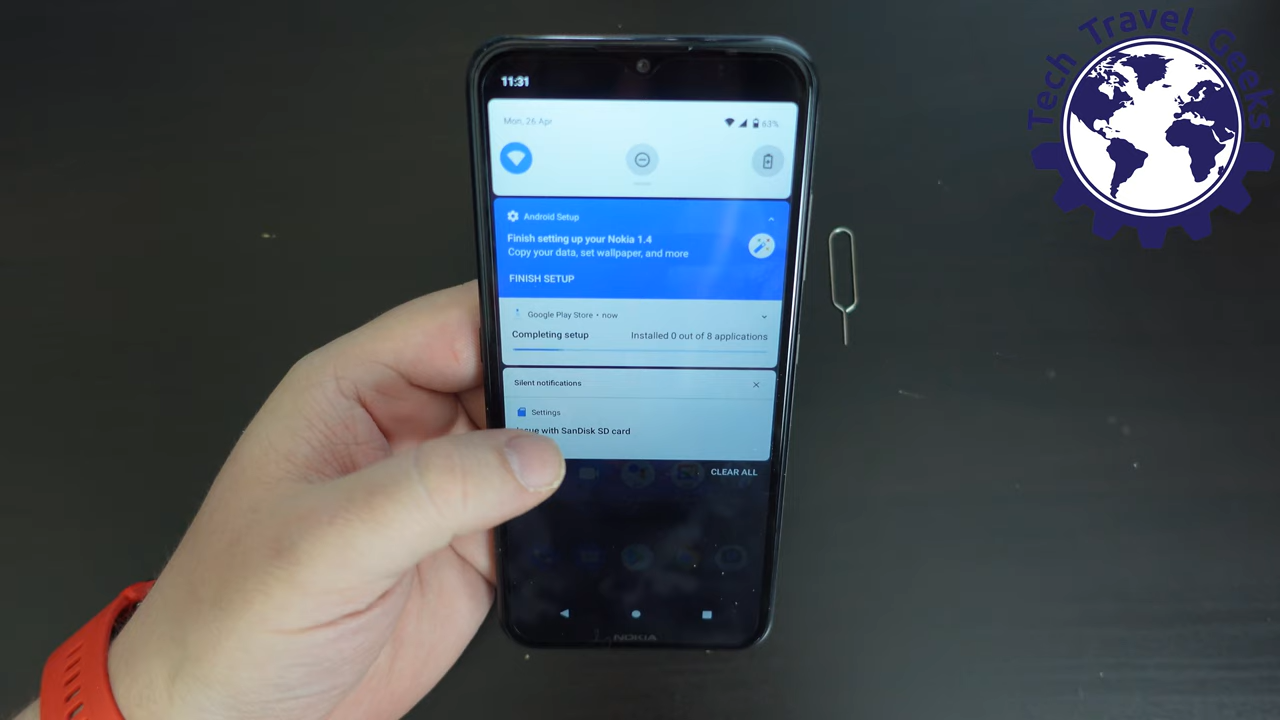 Tech Travel Geeks
11:31
Mon, 26 Apr
63%
Android Setup
Finish setting up your Nokia 1.4
Copy your data, set wallpaper, and more
FINISH SETUP
Google Play Store • now
Completing setup Installed 0 out of 8 applications
Silent notifications
Settings
with SanDisk SD card
CLEAR ALL
NOKIA